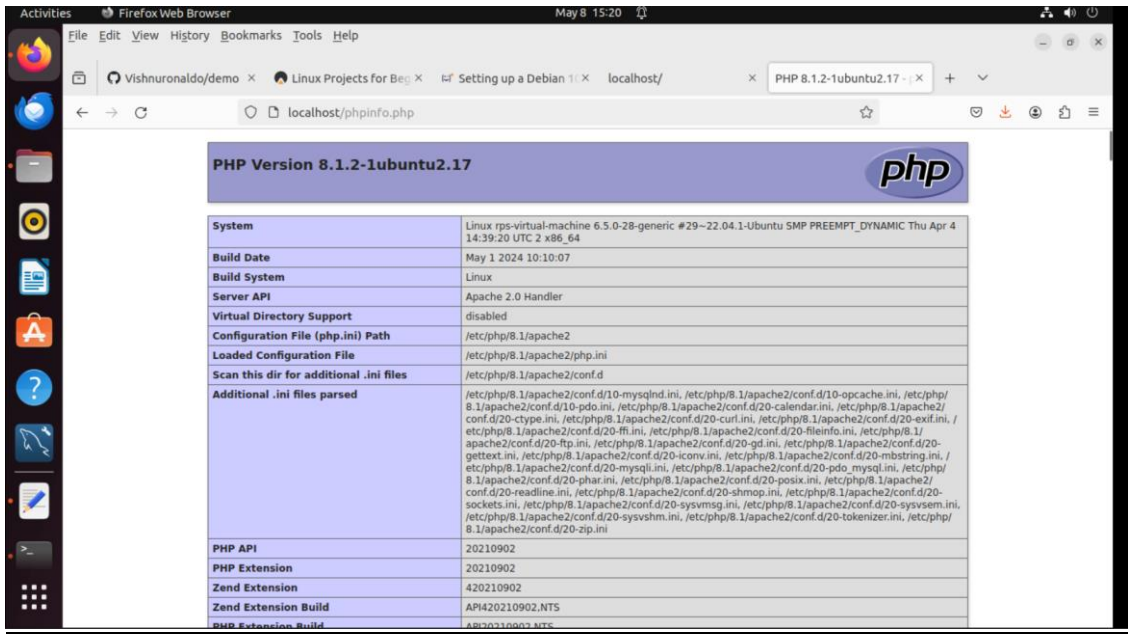 Activities Firefox Web Browser May 8 15:20
File Edit View History Bookmarks Tools Help
Vishnuronaldo/demo Linux Projects for Beg Setting up a Debian 1 localhost/ PHP 8.1.2-1ubuntu2.17 -
localhost/phpinfo.php
PHP Version 8.1.2-1ubuntu2.17
php
System Linux rps-virtual-machine 6.5.0-28-generic #29~22.04.1-Ubuntu SMP PREEMPT_DYNAMIC Thu Apr 4
14:39:20 UTC 2 x86_64
Build Date May 1 2024 10:10:07
Build System Linux
Server API Apache 2.0 Handler
Virtual Directory Support disabled
Configuration File (php.ini) Path /etc/php/8.1/apache2
Loaded Configuration File /etc/php/8.1/apache2/php.ini
Scan this dir for additional .ini files /etc/php/8.1/apache2/conf.d
Additional .ini files parsed /etc/php/8.1/apache2/conf.d/10-mysqlnd.ini, /etc/php/8.1/apache2/conf.d/10-opcache.ini, /etc/php/
8.1/apache2/conf.d/10-pdo.ini, /etc/php/8.1/apache2/conf.d/20-calendar.ini, /etc/php/8.1/apache2/
conf.d/20-ctype.ini, /etc/php/8.1/apache2/conf.d/20-curl.ini, /etc/php/8.1/apache2/conf.d/20-exif.ini, /
etc/php/8.1/apache2/conf.d/20-ffi.ini, /etc/php/8.1/apache2/conf.d/20-fileinfo.ini, /etc/php/8.1/
apache2/conf.d/20-ftp.ini, /etc/php/8.1/apache2/conf.d/20-gd.ini, /etc/php/8.1/apache2/conf.d/20-
gettext.ini, /etc/php/8.1/apache2/conf.d/20-iconv.ini, /etc/php/8.1/apache2/conf.d/20-mbstring.ini, /
etc/php/8.1/apache2/conf.d/20-mysqli.ini, /etc/php/8.1/apache2/conf.d/20-pdo_mysql.ini, /etc/php/
8.1/apache2/conf.d/20-phar.ini, /etc/php/8.1/apache2/conf.d/20-posix.ini, /etc/php/8.1/apache2/
conf.d/20-readline.ini, /etc/php/8.1/apache2/conf.d/20-shmop.ini, /etc/php/8.1/apache2/conf.d/20-
sockets.ini, /etc/php/8.1/apache2/conf.d/20-sysvmsg.ini, /etc/php/8.1/apache2/conf.d/20-sysvsem.ini,
/etc/php/8.1/apache2/conf.d/20-sysvshm.ini, /etc/php/8.1/apache2/conf.d/20-tokenizer.ini, /etc/php/
8.1/apache2/conf.d/20-zip.ini
PHP API 20210902
PHP Extension 20210902
Zend Extension 420210902
Zend Extension Build API420210902,NTS
PHP Extension Build API20210902,NTS